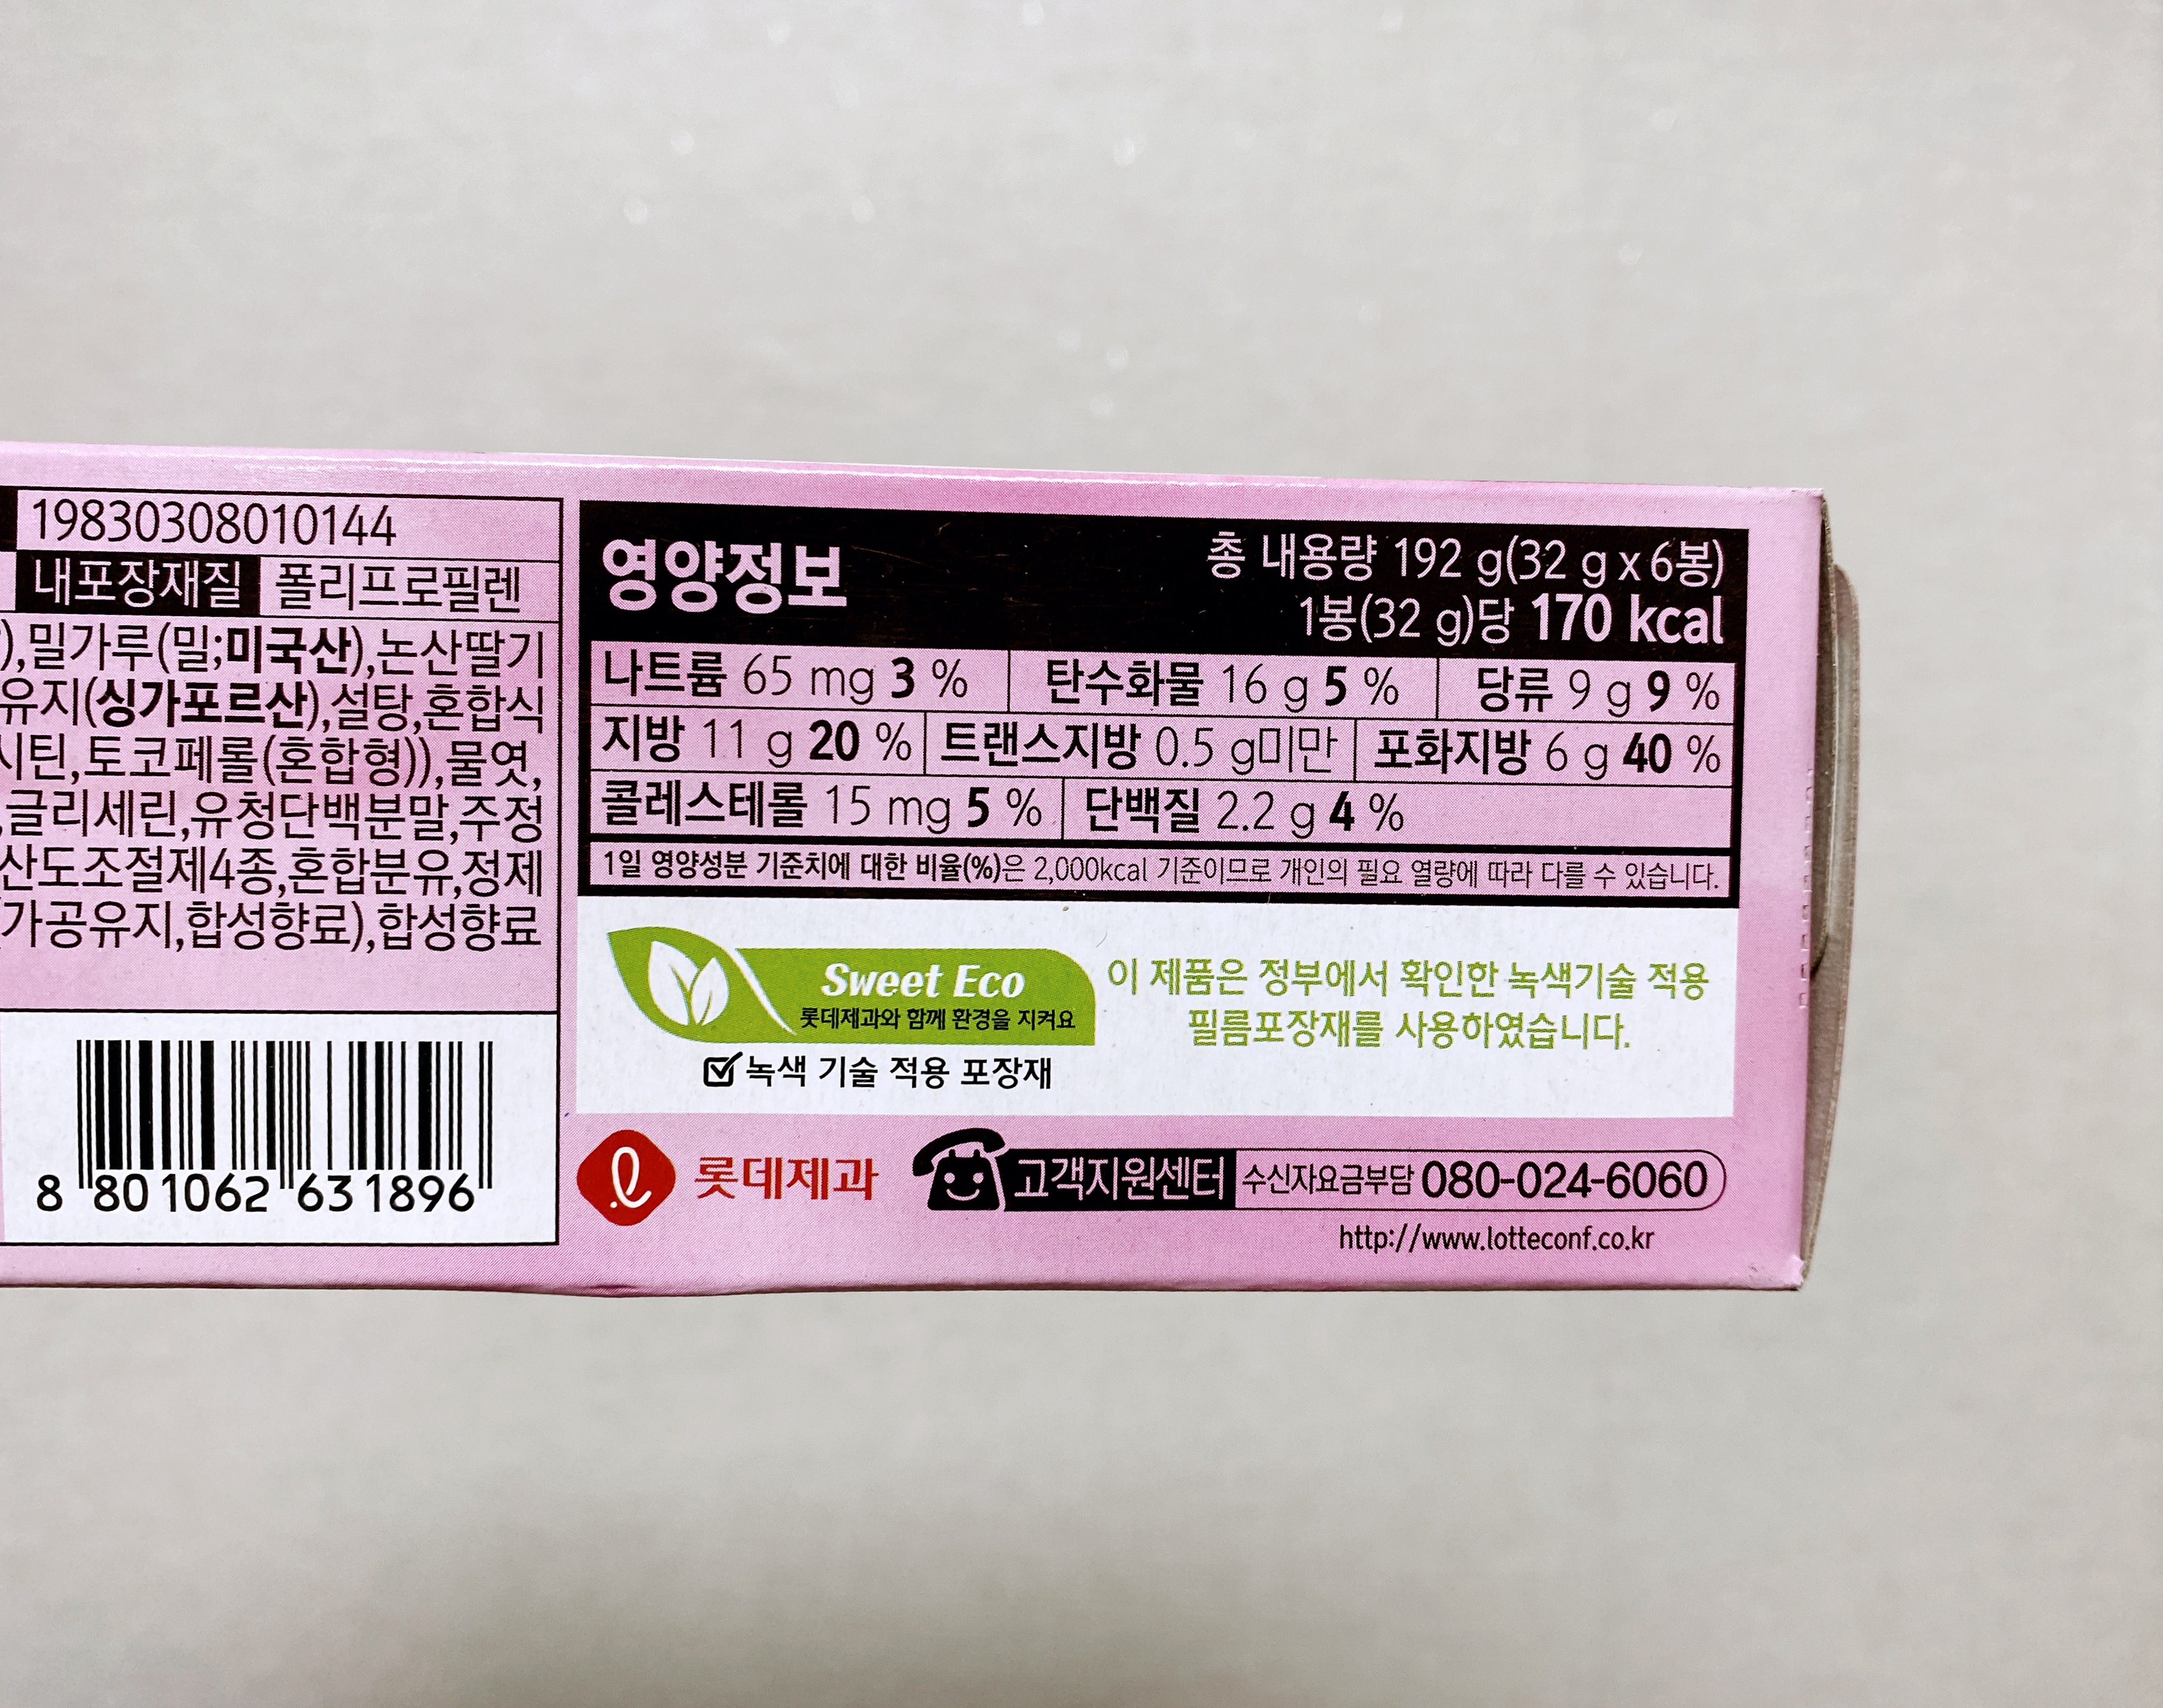 19830308010144
내포장재질 폴리프로필렌
),밀가루(밀;미국산),논산딸기
유지(싱가포르산),설탕,혼합식
시틴,토코페롤(혼합형)),물엿,
,글리세린,유청단백분말,주정
산도조절제4종,혼합분유,정제
(가공유지,합성향료),합성향료
8 801062 631896
영양정보
총 내용량 192 g(32 g x 6봉)
1봉(32 g)당 170 kcal
나트륨 65 mg 3 % 탄수화물 16 g 5 % 당류 9 g 9 %
지방 11 g 20 % 트랜스지방 0.5 g미만 포화지방 6 g 40 %
콜레스테롤 15 mg 5 % 단백질 2.2 g 4 %
1일 영양성분 기준치에 대한 비율(%)은 2,000kcal 기준이므로 개인의 필요 열량에 따라 다를 수 있습니다.
Sweet Eco
롯데제과와 함께 환경을 지켜요
녹색 기술 적용 포장재
이 제품은 정부에서 확인한 녹색기술 적용
필름포장재를 사용하였습니다.
롯데제과
고객지원센터 수신자요금부담 080-024-6060
http://www.lotteconf.co.kr